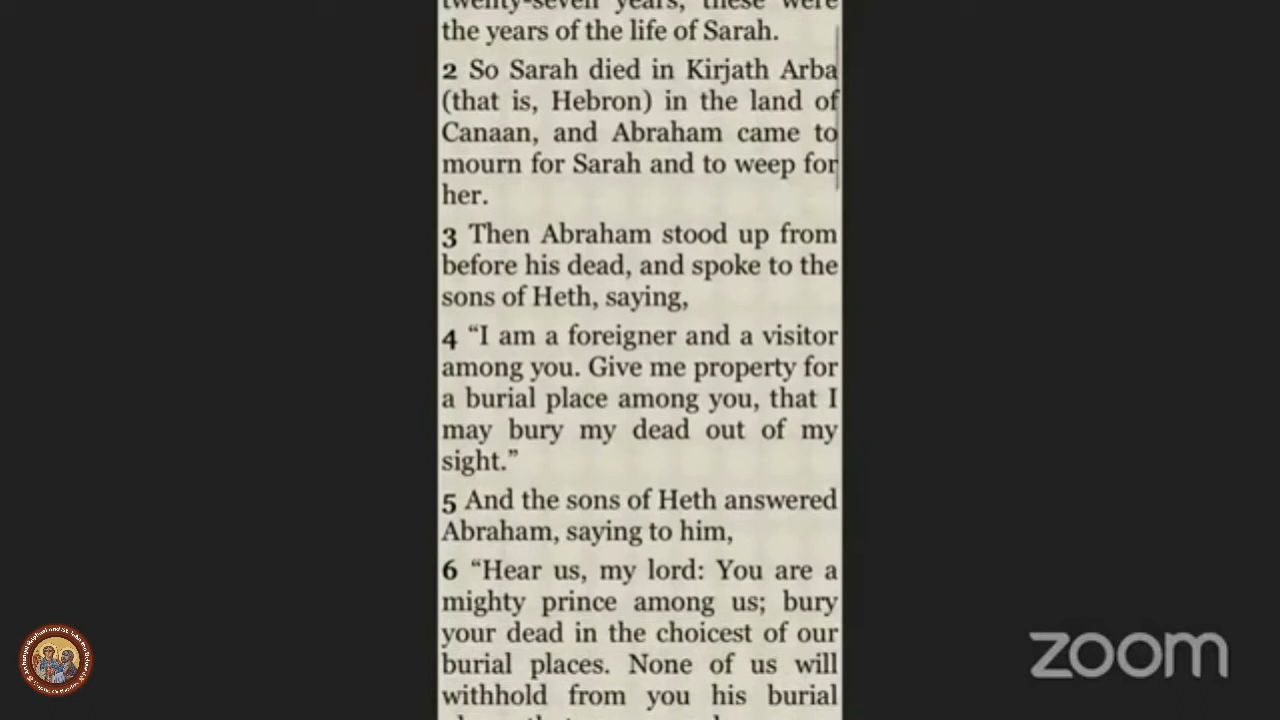 twenty-seven years; these were
the years of the life of Sarah.
2 So Sarah died in Kirjath Arba
(that is, Hebron) in the land of
Canaan, and Abraham came to
mourn for Sarah and to weep for
her.
3 Then Abraham stood up from
before his dead, and spoke to the
sons of Heth, saying,
4 “I am a foreigner and a visitor
among you. Give me property for
a burial place among you, that I
may bury my dead out of my
sight.”
5 And the sons of Heth answered
Abraham, saying to him,
6 “Hear us, my lord: You are a
mighty prince among us; bury
your dead in the choicest of our
burial places. None of us will
withhold from you his burial
zoom